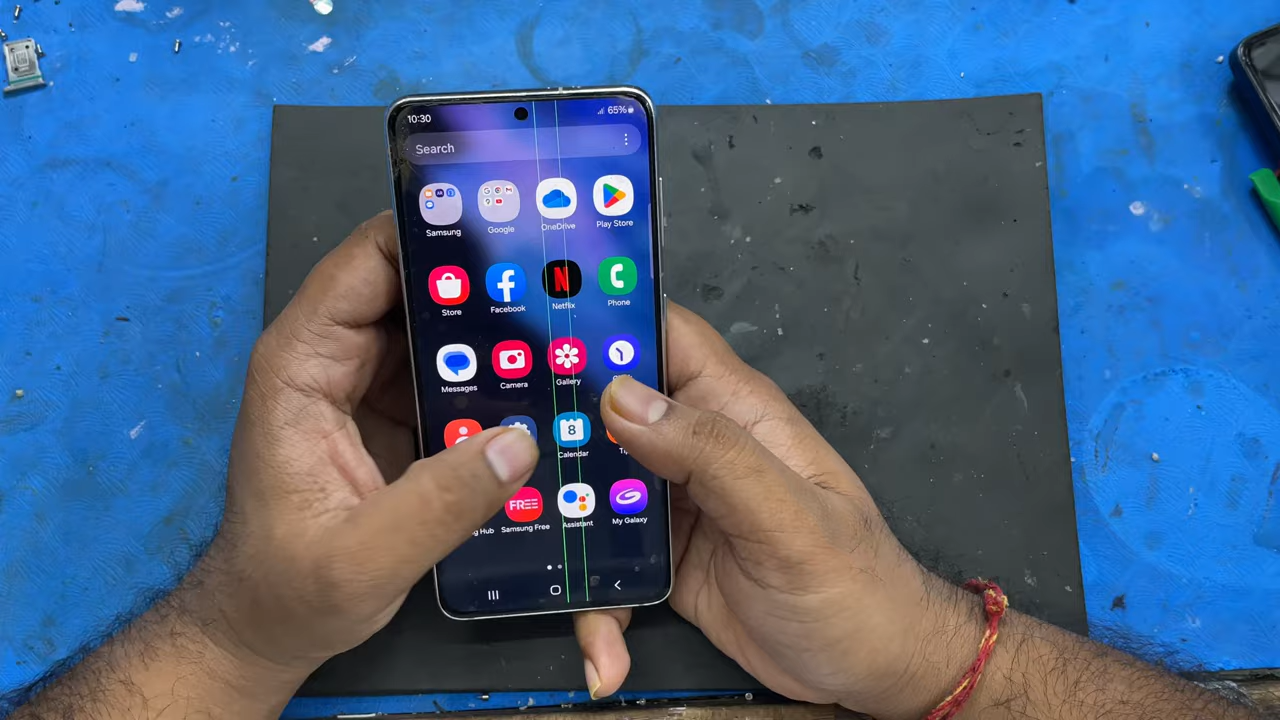 10:30
65%
Search
Samsung
Google
OneDrive
Play Store
Store
Facebook
Netflix
Phone
Messages
Camera
Gallery
8
Calendar
g Hub
FREE
Samsung Free
Assistant
My Galaxy